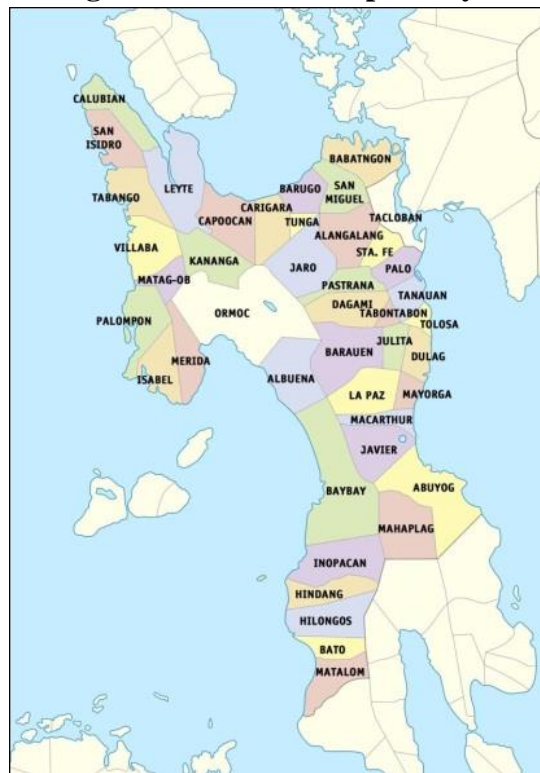 CALUBIAN
SAN
ISIDRO
BABATNGON
LEYTE
TABANGO
BARUGO
SAN
MIGUEL
CARIGARA
CAPOOCAN
TUNGA
TACLOBAN
ALANGALANG
VILLABA
STA. FE
KANANGA
JARO
PALO
MATAG-OB
PASTRANA
TANAUAN
DAGAMI
ORMOC
TABONTABON
PALOMPON
TOLOSA
JULITA
BARAUEN
DULAG
MERIDA
ISABEL
ALBUENA
LA PAZ
MAYORGA
MACARTHUR
JAVIER
BAYBAY
ABUYOG
MAHAPLAG
INOPACAN
HINDANG
HILONGOS
BATO
MATALOM